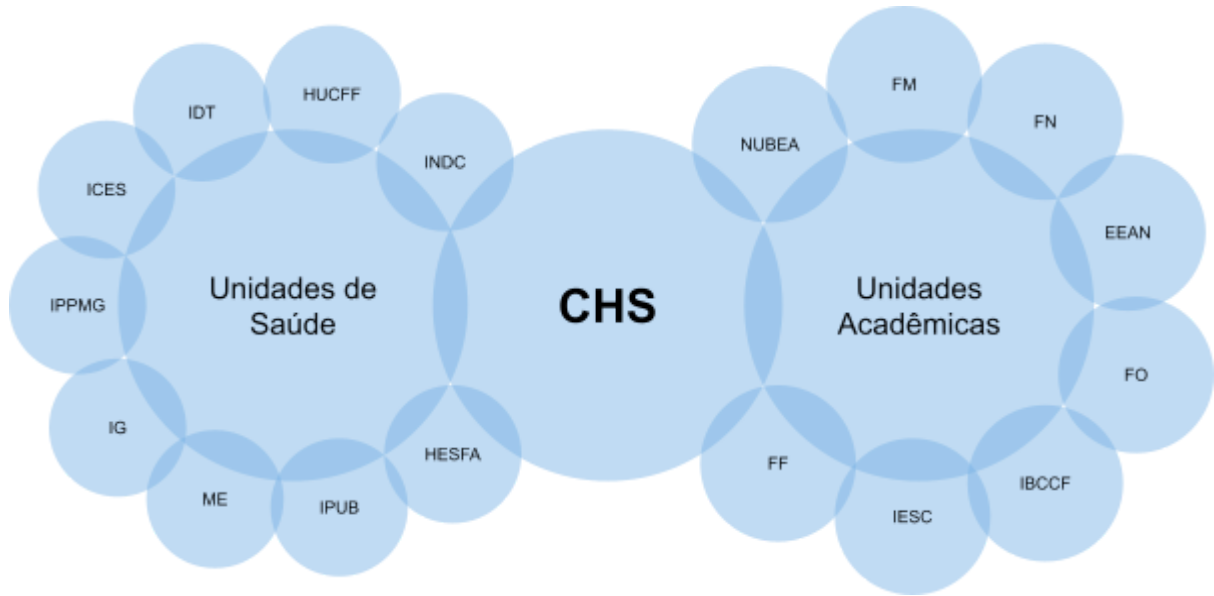 HUCFF
IDT
INDC
ICES
IPPMG
IG
ME
IPUB
HESFA
Unidades de
Saúde
CHS
Unidades
Acadêmicas
NUBEA
FM
FN
EEAN
FO
IBCCF
IESC
FF